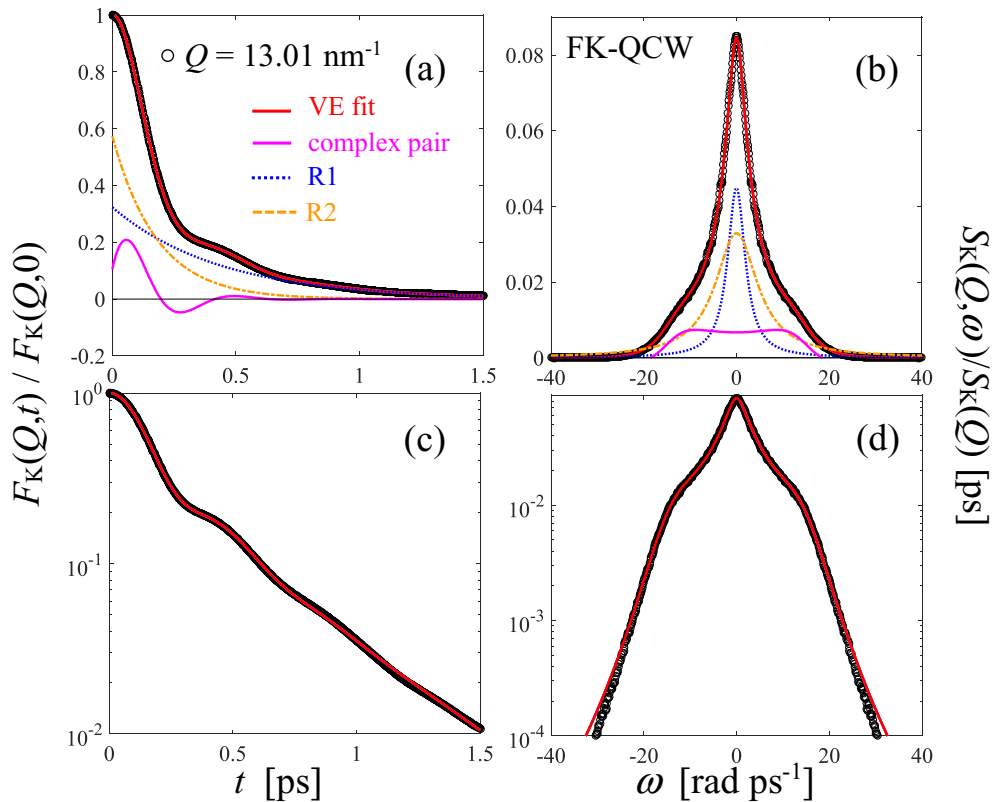 1
0.8
0.6
0.4
0.2
0
-0.2
0
0.5
1
1.5
○ Q = 13.01 nm⁻¹
(a)
VE fit
complex pair
R1
R2
FK-QCW
(b)
0.08
0.06
0.04
0.02
0
-40
-20
0
20
40
F_K(Q,t) / F_K(Q,0)
S_K(Q,ω)/S_K(Q) [ps]
10⁰
10⁻¹
10⁻²
0
0.5
1
1.5
(c)
t [ps]
(d)
10⁻²
10⁻³
10⁻⁴
-40
-20
0
20
40
ω [rad ps⁻¹]